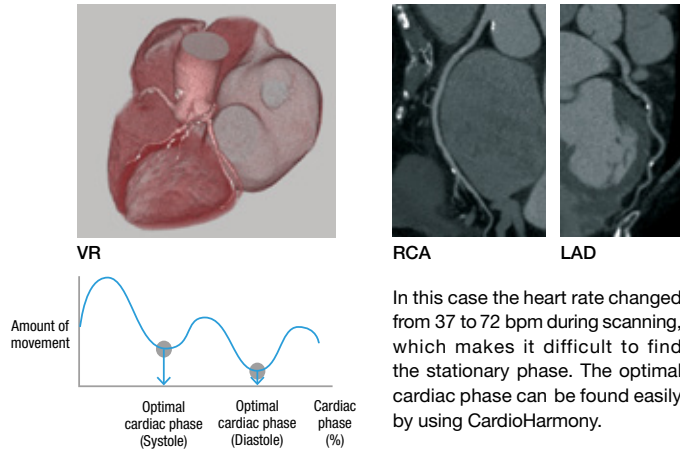 VR
RCA
LAD
Amount of
movement
Optimal
cardiac phase
(Systole)
Optimal
cardiac phase
(Diastole)
Cardiac
phase
(%)
In this case the heart rate changed
from 37 to 72 bpm during scanning,
which makes it difficult to find
the stationary phase. The optimal
cardiac phase can be found easily
by using CardioHarmony.